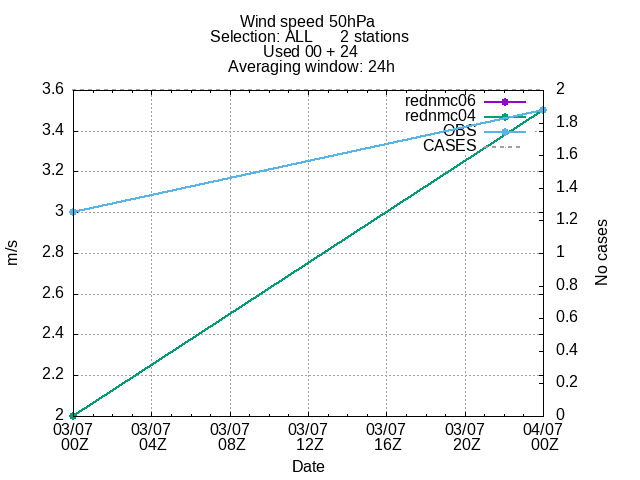 Wind speed 50hPa
Selection: ALL 2 stations
Used 00 + 24
Averaging window: 24h
3.6
3.4
3.2
3
2.8
2.6
2.4
2.2
2
m/s
2
1.8
1.6
1.4
1.2
1
0.8
0.6
0.4
0.2
0
No cases
rednmc06
rednmc04
OBS
CASES
03/07 03/07 03/07 03/07 03/07 03/07 04/07
00Z 04Z 08Z 12Z 16Z 20Z 00Z
Date